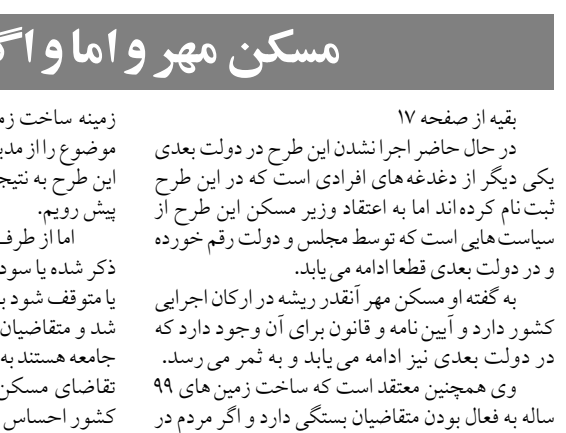 مسکن مهر و اما و
بقیه از صفحه ۱۷
در حال حاضر اجرا نشدن این طرح در دولت بعدی
یکی دیگر از دغدغه های افرادی است که در این طرح
ثبت نام کرده اند اما به اعتقاد وزیر مسکن این طرح از
سیاست هایی است که توسط مجلس و دولت رقم خورده
و در دولت بعدی قطعا ادامه می یابد.
به گفته او مسکن مهر آنقدر ریشه در ارکان اجرایی
کشور دارد و آیین نامه و قانون برای آن وجود دارد که
در دولت بعدی نیز ادامه می یابد و به ثمر می رسد.
وی همچنین معتقد است که ساخت زمین های ۹۹
ساله به فعال بودن متقاضیان بستگی دارد و اگر مردم در
زمینه ساخت
موضوع را از
این طرح به
پیش رویم.
اما از طرف
ذکر شده یا سود
یا متوقف شود
شد و متقاضیان
جامعه هستند به
تقاضای مسکن
کشور احساس